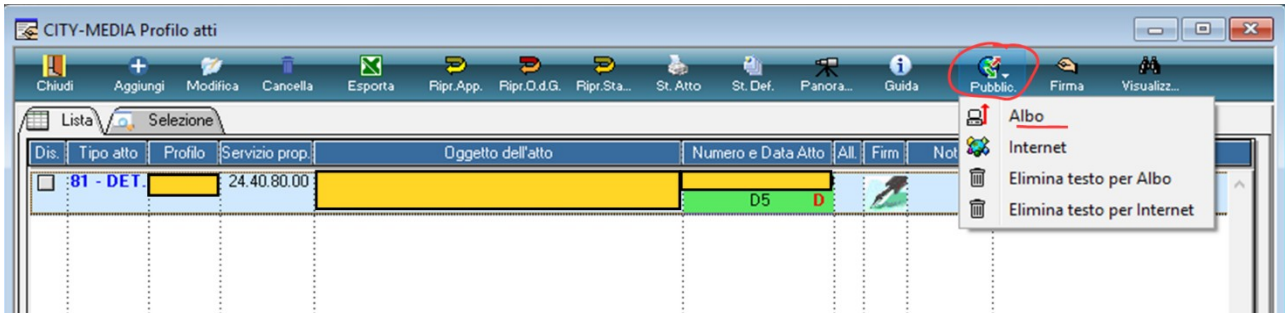 CITY-MEDIA Profilo atti
Chiudi Aggiungi Modifica Cancella Esporta Ripr.App. Ripr.O.d.G. Ripr.Sta... St. Atto St. Def. Panora... Guida Pubblic. Firma Visualizz...
Lista Selezione
Albo
Internet
Elimina testo per Albo
Elimina testo per Internet
Dis. Tipo atto Profilo Servizio prop. Oggetto dell'atto Numero e Data Atto All. Firm Not
81 - DET. 24.40.80.00
D5 D